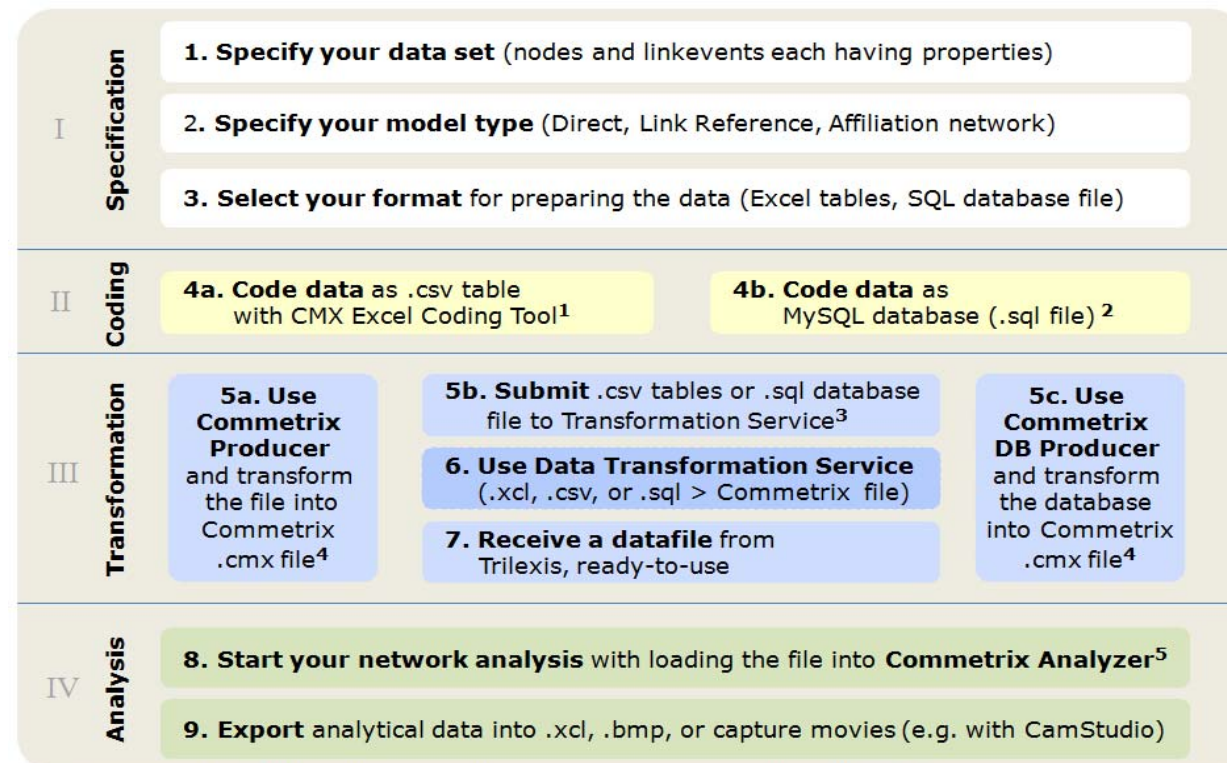 I
Specification
1. Specify your data set (nodes and linkevents each having properties)
2. Specify your model type (Direct, Link Reference, Affiliation network)
3. Select your format for preparing the data (Excel tables, SQL database file)
II
Coding
4a. Code data as .csv table
with CMX Excel Coding Tool¹
4b. Code data as
MySQL database (.sql file) ²
III
Transformation
5a. Use
Commetrix
Producer
and transform
the file into
Commetrix
.cmx file⁴
5b. Submit .csv tables or .sql database
file to Transformation Service³
6. Use Data Transformation Service
(.xcl, .csv, or .sql > Commetrix file)
7. Receive a datafile from
Trilexis, ready-to-use
5c. Use
Commetrix
DB Producer
and transform
the database
into Commetrix
.cmx file⁴
IV
Analysis
8. Start your network analysis with loading the file into Commetrix Analyzer⁵
9. Export analytical data into .xcl, .bmp, or capture movies (e.g. with CamStudio)